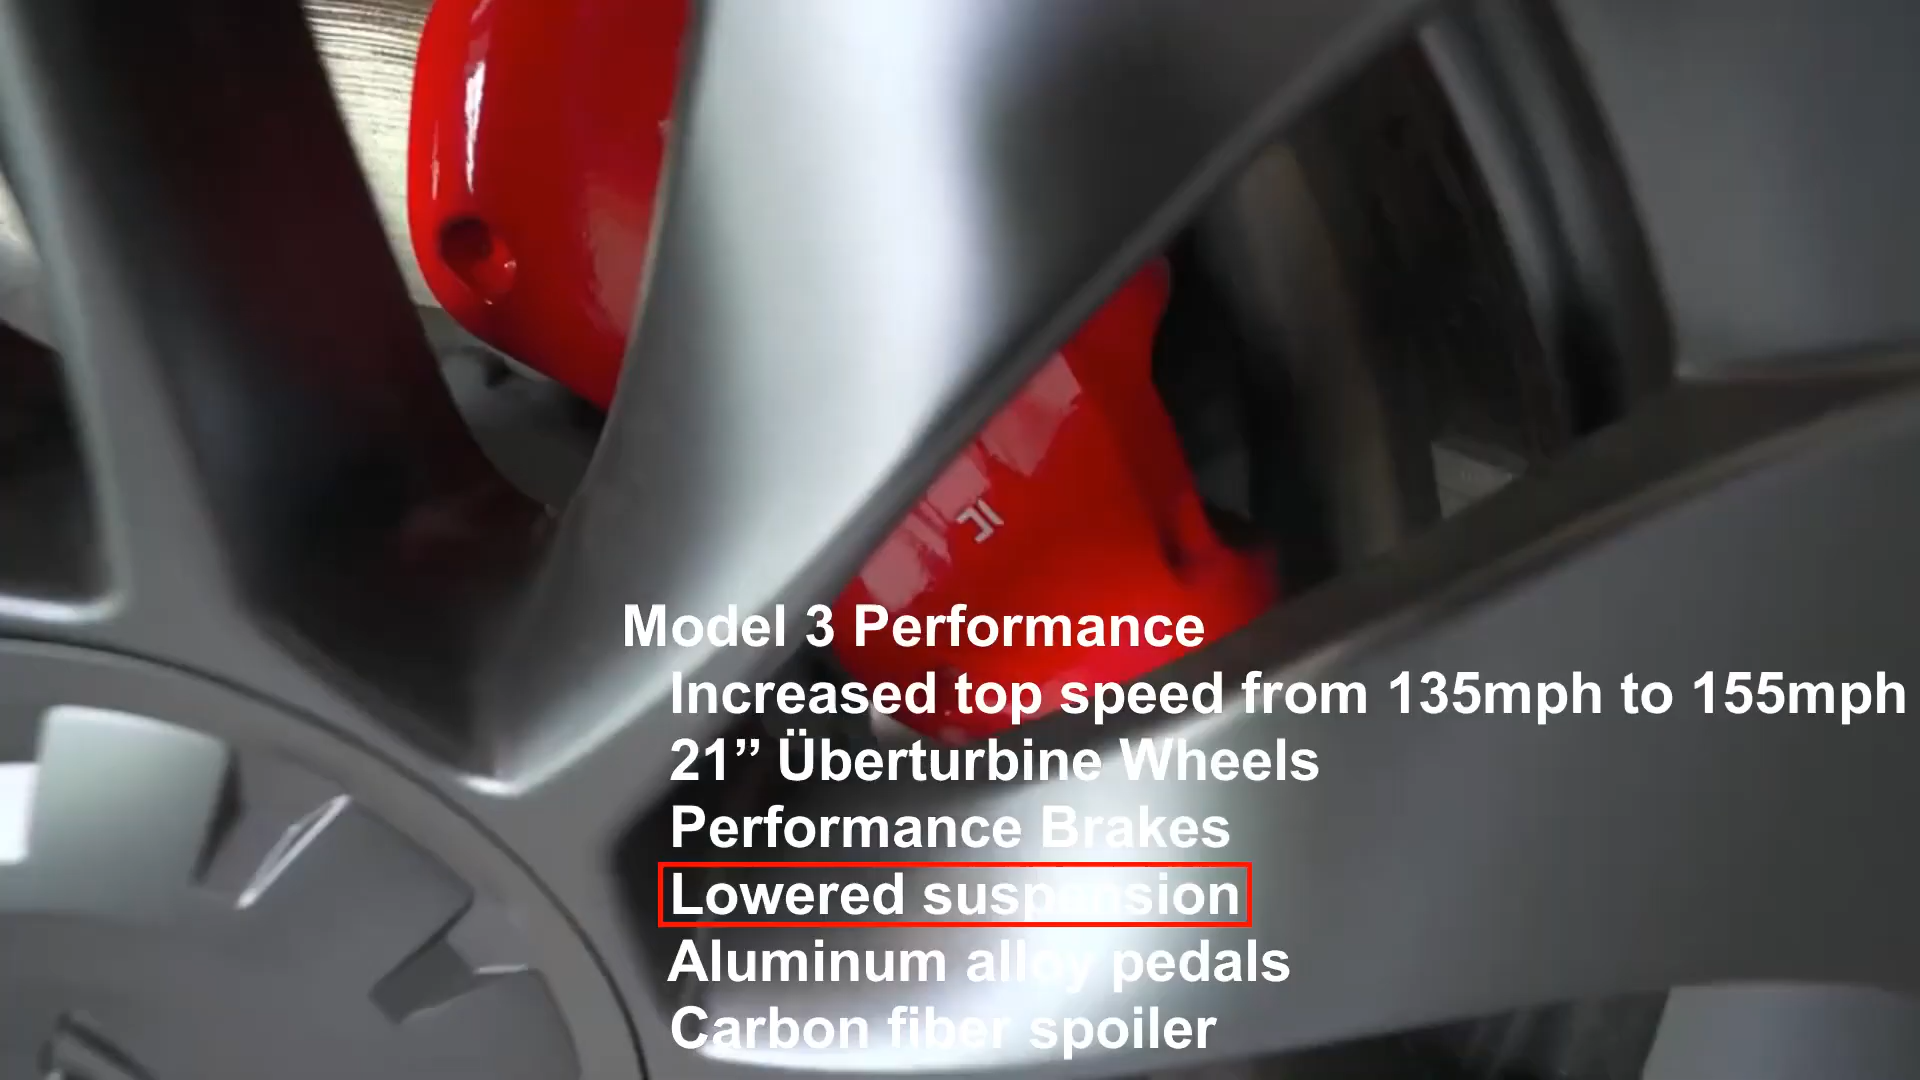 Model 3 Performance
Increased top speed from 135mph to 155mph
21” Überturbine Wheels
Performance Brakes
Lowered suspension
Aluminum alloy pedals
Carbon fiber spoiler